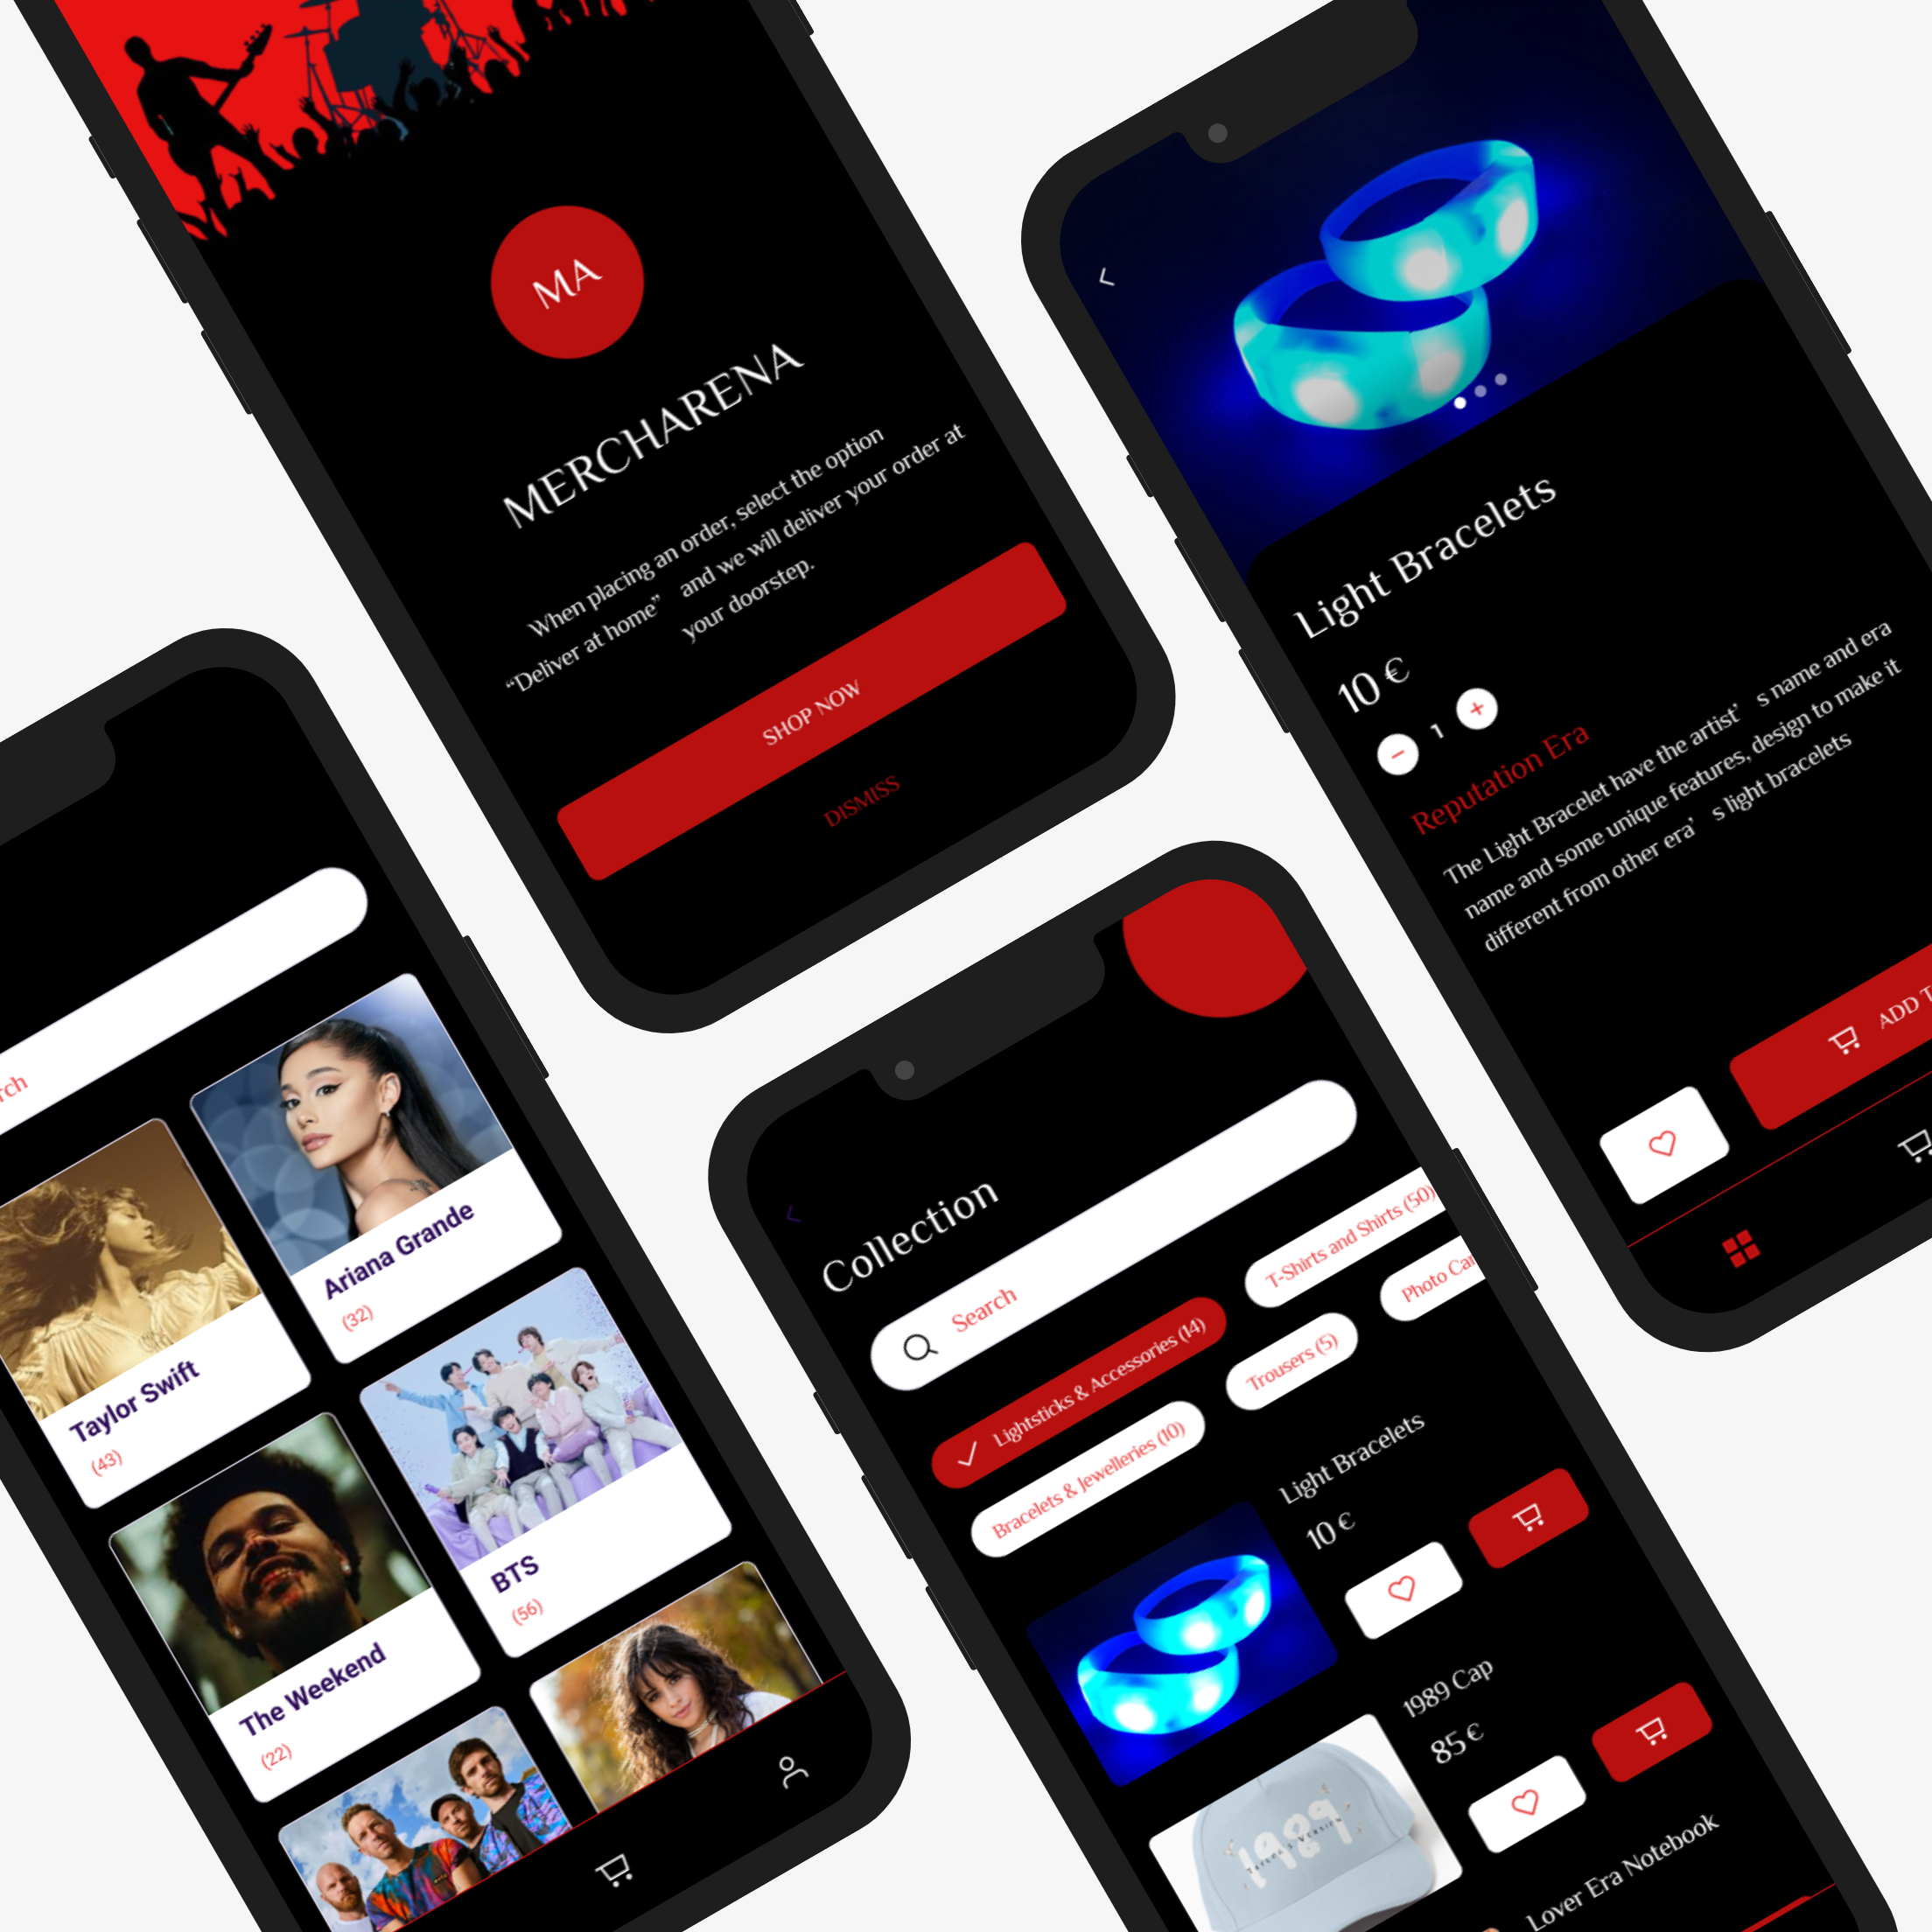 MA
MERCHARENA
When placing an order, select the option
“Deliver at home” and we will deliver your order at
your doorstep.
SHOP NOW
DISMISS
Light Bracelets
10 €
1
Reputation Era
The Light Bracelet have the artist’ s name and era
name and some unique features, design to make it
different from other era’ s light bracelets
ADD T
rch
Ariana Grande
(32)
Taylor Swift
(43)
BTS
(56)
The Weekend
(22)
Collection
Search
T-Shirts and Shirts (50)
Lightsticks & Accessories (14)
Photo Car
Trousers (5)
Bracelets & Jewelleries (10)
Light Bracelets
10 €
1989 Cap
85 €
1989
TAYLOR'S VERSION
Lover Era Notebook